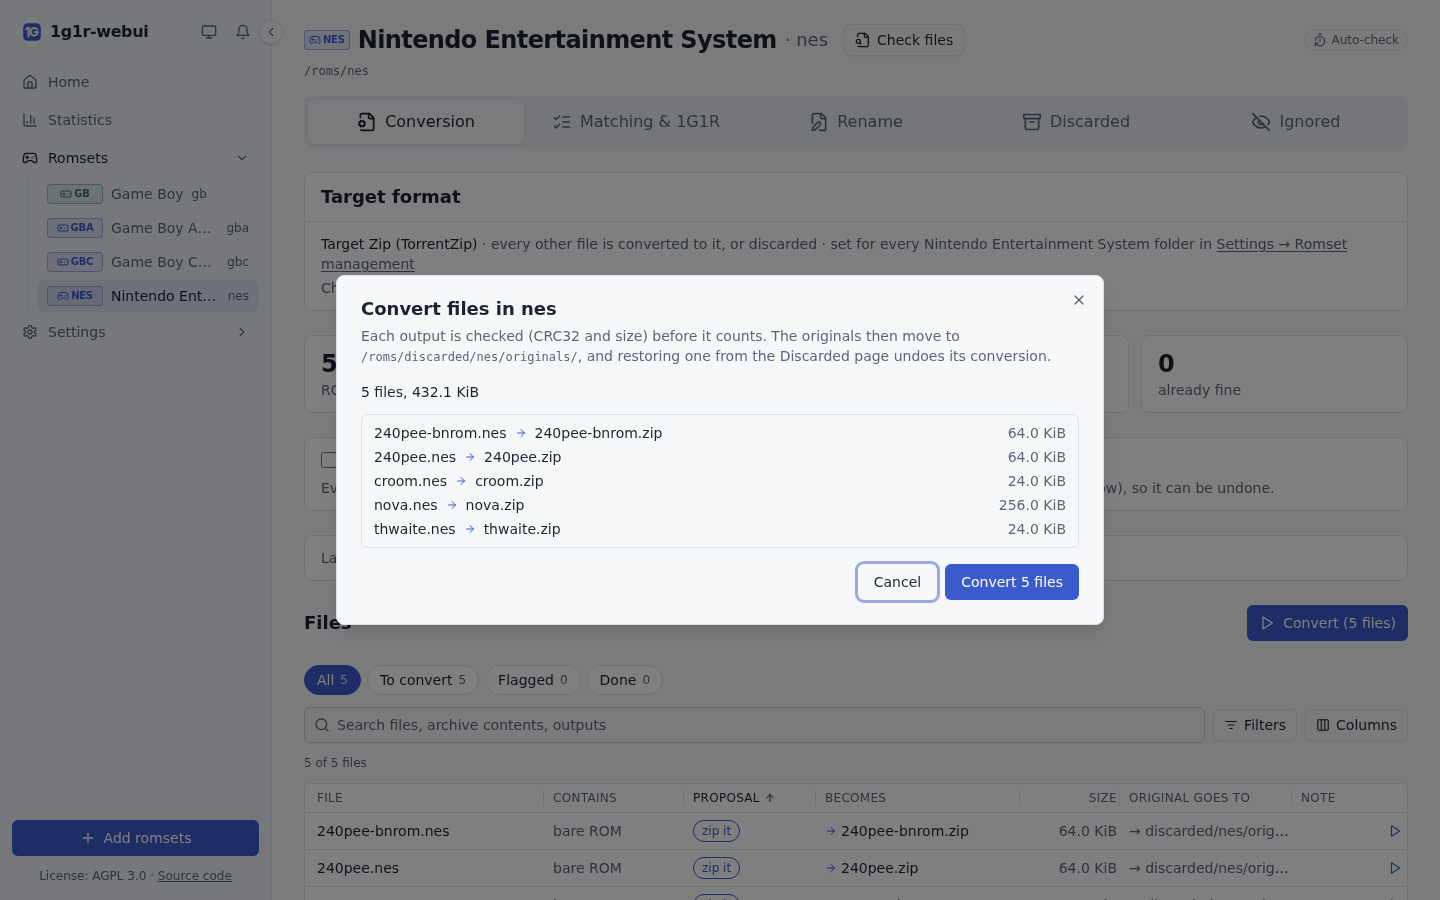 1g1r-webui
Home
Statistics
Romsets
GB Game Boy gb
GBA Game Boy A... gba
GBC Game Boy C... gbc
NES Nintendo Ent... nes
Settings
Add romsets
License: AGPL 3.0 · Source code
NES Nintendo Entertainment System · nes
Check files
Auto-check
/roms/nes
Conversion
Matching & 1G1R
Rename
Discarded
Ignored
Target format
Target Zip (TorrentZip) · every other file is converted to it, or discarded · set for every Nintendo Entertainment System folder in Settings → Romset
management
5
0
already fine
Convert files in nes
Each output is checked (CRC32 and size) before it counts. The originals then move to
/roms/discarded/nes/originals/, and restoring one from the Discarded page undoes its conversion.
5 files, 432.1 KiB
240pee-bnrom.nes → 240pee-bnrom.zip 64.0 KiB
240pee.nes → 240pee.zip 64.0 KiB
croom.nes → croom.zip 24.0 KiB
nova.nes → nova.zip 256.0 KiB
thwaite.nes → thwaite.zip 24.0 KiB
Cancel
Convert 5 files
), so it can be undone.
Files
Convert (5 files)
All 5
To convert 5
Flagged 0
Done 0
Search files, archive contents, outputs
Filters
Columns
5 of 5 files
FILE CONTAINS PROPOSAL ↑ BECOMES SIZE ORIGINAL GOES TO NOTE
240pee-bnrom.nes bare ROM zip it → 240pee-bnrom.zip 64.0 KiB → discarded/nes/orig...
240pee.nes bare ROM zip it → 240pee.zip 64.0 KiB → discarded/nes/orig...